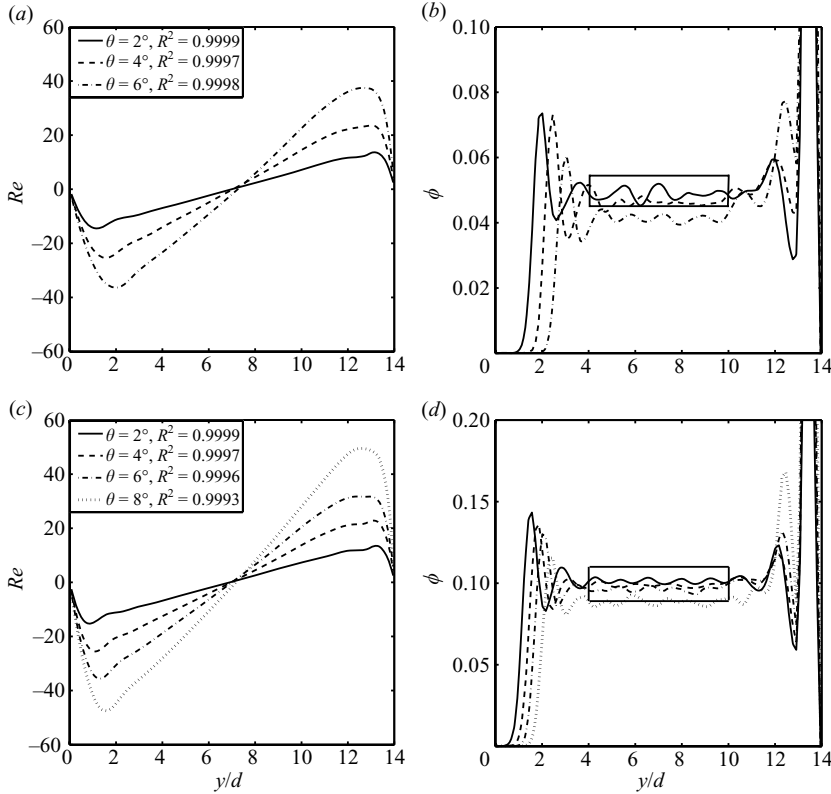 (a)
60
40
20
0
–20
–40
–60
Re
θ = 2°, R² = 0.9999
θ = 4°, R² = 0.9997
θ = 6°, R² = 0.9998
0 2 4 6 8 10 12 14
(b)
0.10
0.08
0.06
0.04
0.02
ϕ
0 2 4 6 8 10 12 14
(c)
60
40
20
0
–20
–40
–60
Re
θ = 2°, R² = 0.9999
θ = 4°, R² = 0.9997
θ = 6°, R² = 0.9996
θ = 8°, R² = 0.9993
0 2 4 6 8 10 12 14
y/d
(d)
0.20
0.15
0.10
0.05
ϕ
0 2 4 6 8 10 12 14
y/d